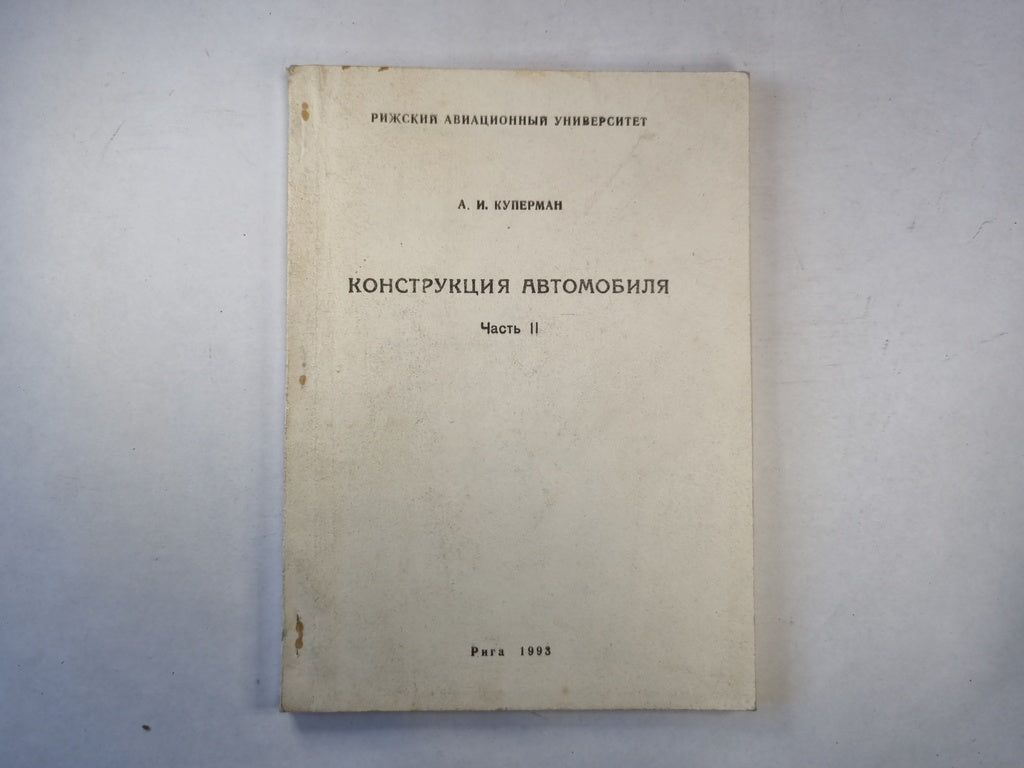 РИЖСКИЙ АВИАЦИОННЫЙ УНИВЕРСИТЕТ
А. И. КУПЕРМАН
КОНСТРУКЦИЯ АВТОМОБИЛЯ
Часть II
Рига 1993